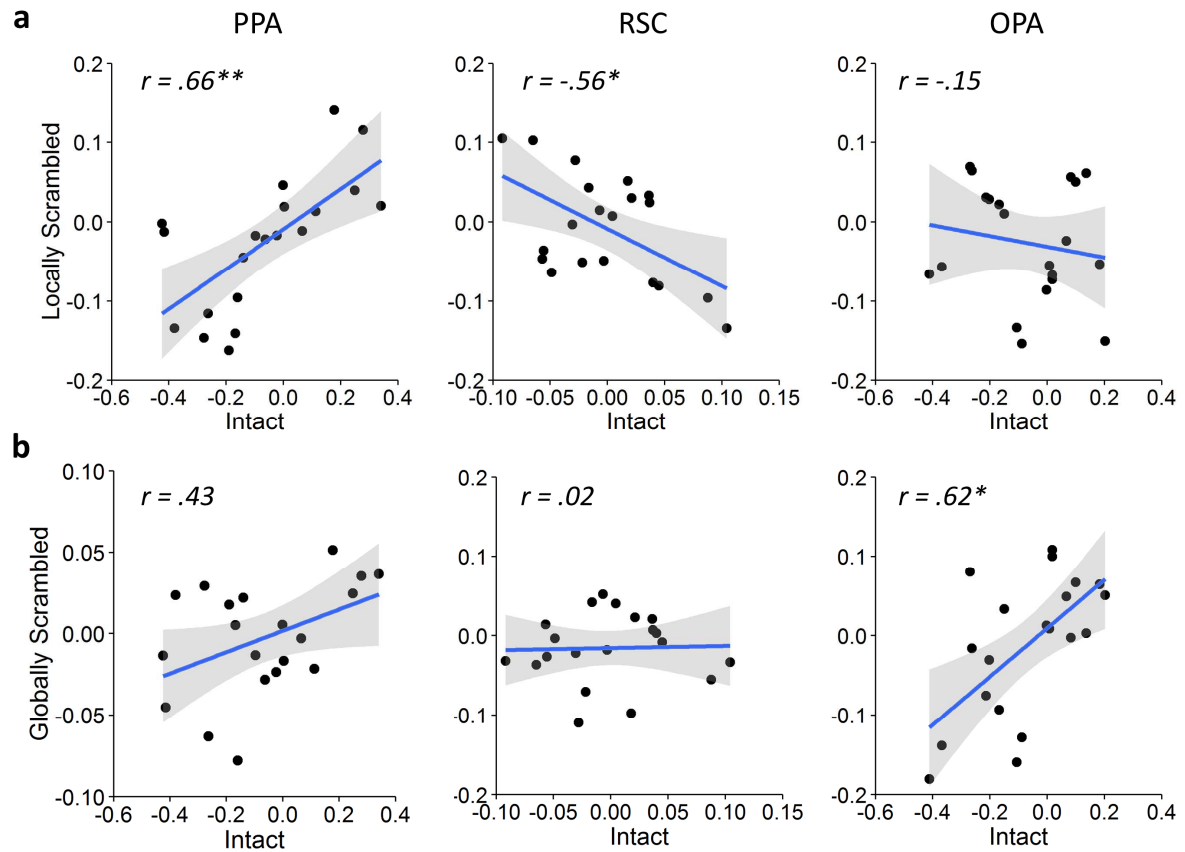 a
PPA
RSC
OPA
Locally Scrambled
0.2
0.1
0.0
-0.1
-0.2
r = .66**
-0.6 -0.4 -0.2 0.0 0.2 0.4
Intact
0.2
0.1
0.0
-0.1
-0.2
r = -.56*
-0.10 -0.05 0.00 0.05 0.10 0.15
Intact
0.2
0.1
0.0
-0.1
-0.2
r = -.15
-0.6 -0.4 -0.2 0.0 0.2 0.4
Intact
b
Globally Scrambled
0.10
0.05
0.00
-0.05
-0.10
r = .43
-0.6 -0.4 -0.2 0.0 0.2 0.4
Intact
0.2
0.1
0.0
-0.1
-0.2
r = .02
-0.10 -0.05 0.00 0.05 0.10 0.15
Intact
0.2
0.1
0.0
-0.1
-0.2
r = .62*
-0.6 -0.4 -0.2 0.0 0.2 0.4
Intact